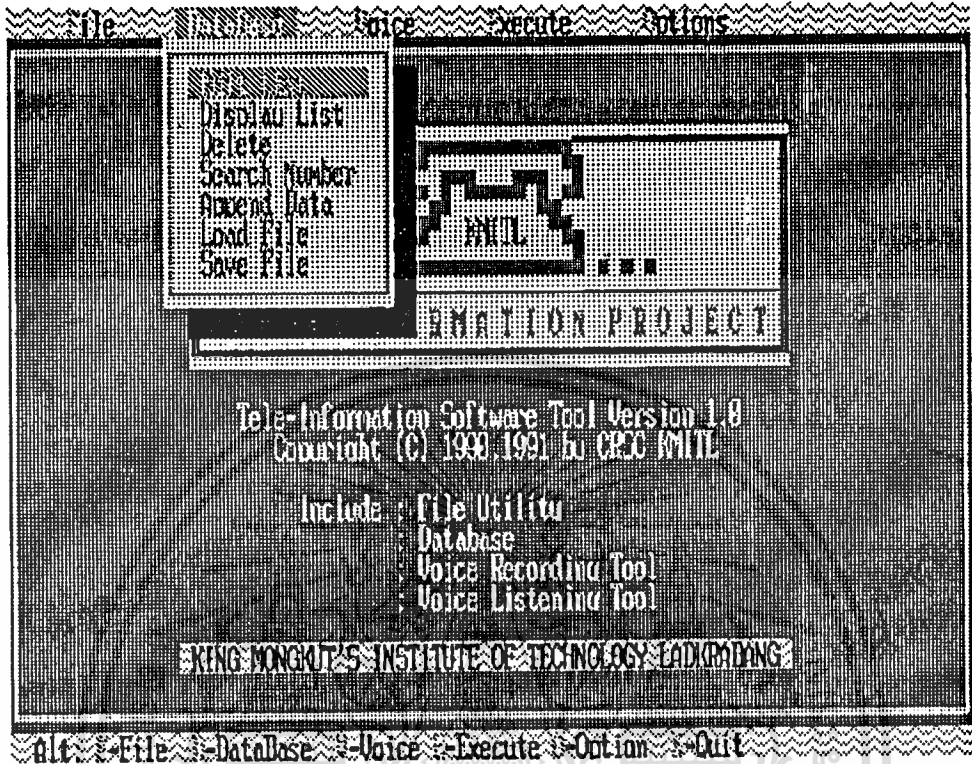 File Voice Execute Options
Display List
Delete
Search Number
Append Data
Load File
Save File
KMITL
RMATION PROJECT
Tele-Information Software Tool Version 1.0
Copyright (C) 1990,1991 by CROC KMITL
Include : File Utility
: Database
: Voice Recording Tool
: Voice Listening Tool
KING MONGKUT'S INSTITUTE OF TECHNOLOGY LADKRABANG
Alt: -File -DataBase -Voice -Execute -Option -Quit